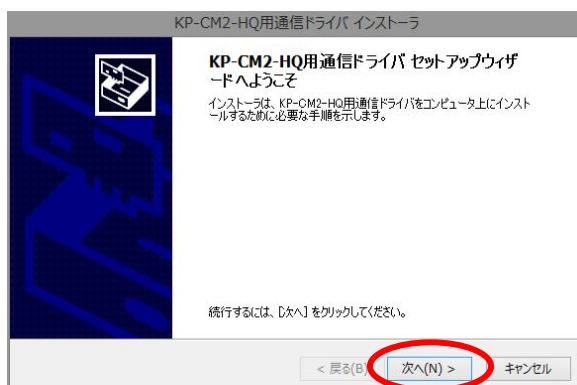 KP-CM2-HQ用通信ドライバ インストーラ
KP-CM2-HQ用通信ドライバ セットアップウィザ
ードへようこそ
インストーラは、KP-CM2-HQ用通信ドライバをコンピュータ上にインスト
ールするために必要な手順を示します。
続行するには、[次へ] をクリックしてください。
< 戻る(B)
次へ(N) >
キャンセル